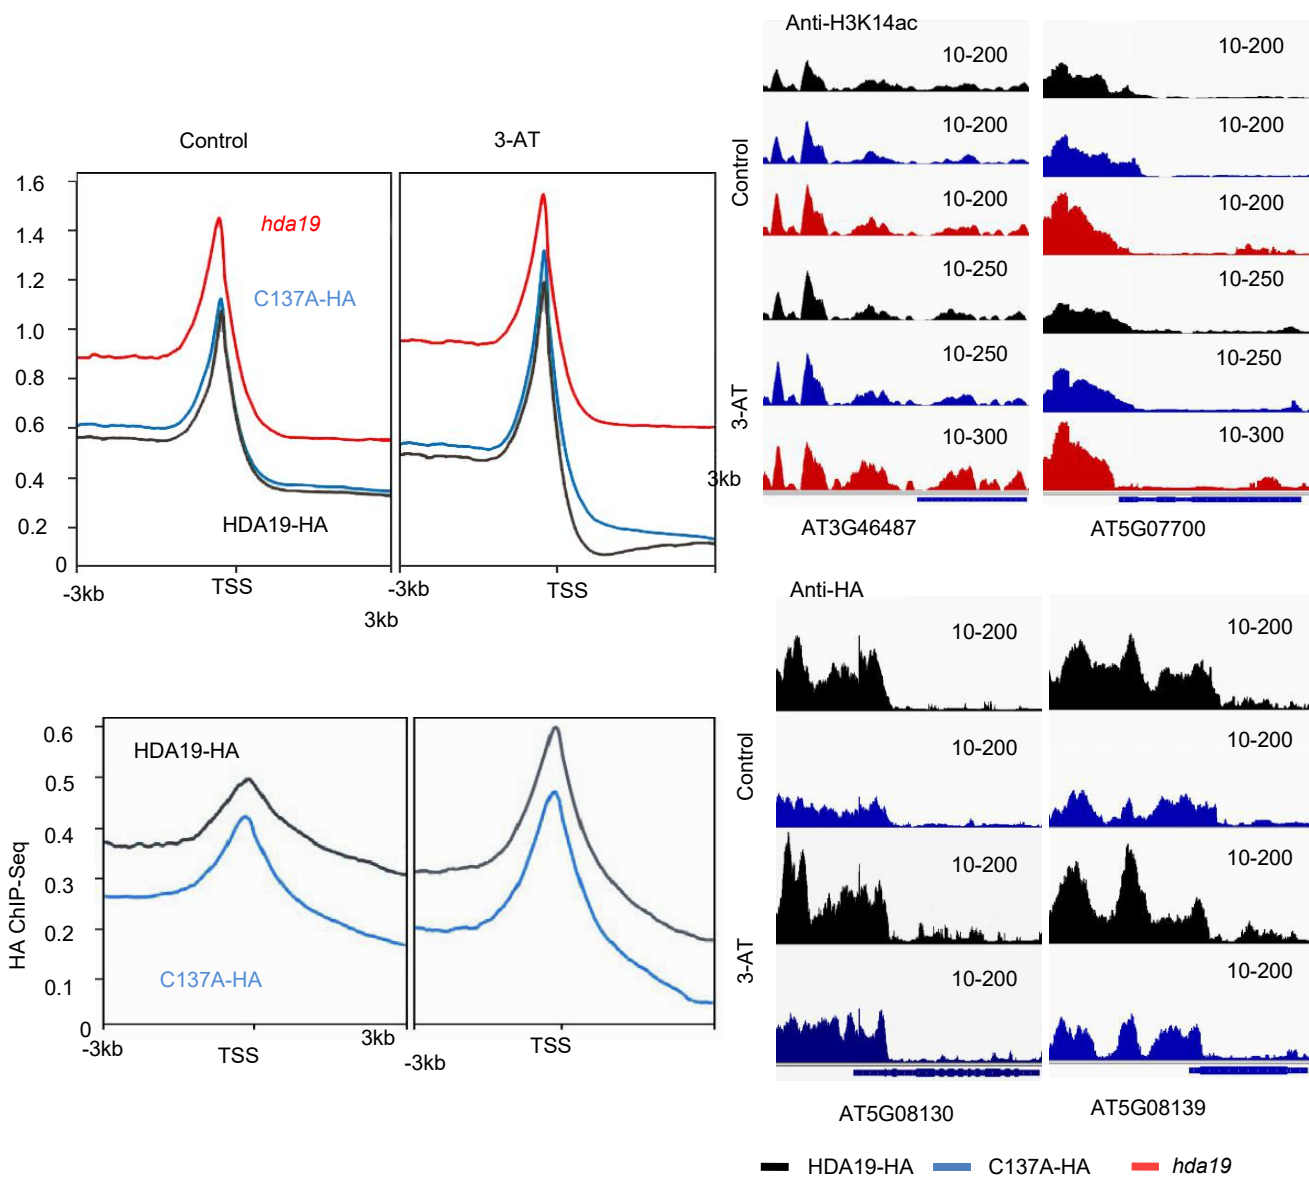 Control
3-AT
1.6
1.4
1.2
1.0
0.8
0.6
0.4
0.2
0
hda19
C137A-HA
HDA19-HA
-3kb
TSS
3kb
-3kb
TSS
3kb
Anti-H3K14ac
Control
3-AT
10-200
10-200
10-200
10-200
10-200
10-200
10-250
10-250
10-250
10-250
10-300
10-300
AT3G46487
AT5G07700
HA ChIP-Seq
0.6
0.5
0.4
0.3
0.2
0.1
0
HDA19-HA
C137A-HA
-3kb
TSS
3kb
-3kb
TSS
Anti-HA
Control
3-AT
10-200
10-200
10-200
10-200
10-200
10-200
10-200
10-200
AT5G08130
AT5G08139
HDA19-HA
C137A-HA
hda19